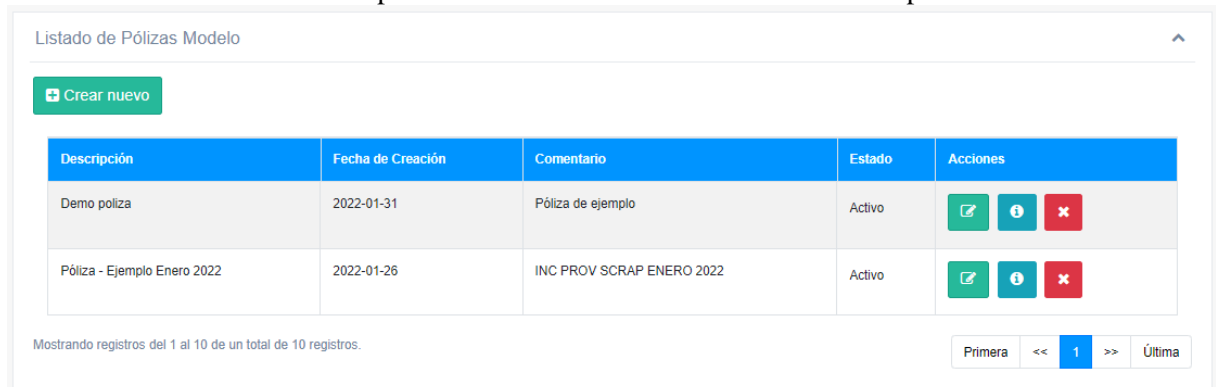 Listado de Pólizas Modelo
Crear nuevo
Descripción Fecha de Creación Comentario Estado Acciones
Demo poliza 2022-01-31 Póliza de ejemplo Activo
Póliza - Ejemplo Enero 2022 2022-01-26 INC PROV SCRAP ENERO 2022 Activo
Mostrando registros del 1 al 10 de un total de 10 registros.
Primera << 1 >> Última